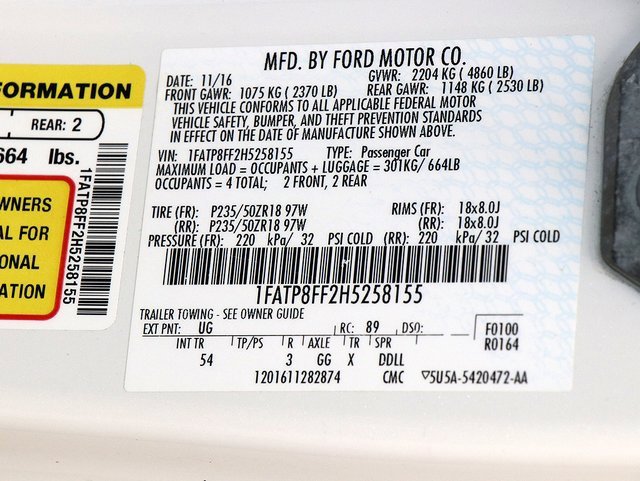 MFD. BY FORD MOTOR CO.
DATE: 11/16 GVWR: 2204 KG ( 4860 LB)
FRONT GAWR: 1075 KG ( 2370 LB) REAR GAWR: 1148 KG ( 2530 LB)
THIS VEHICLE CONFORMS TO ALL APPLICABLE FEDERAL MOTOR
VEHICLE SAFETY, BUMPER, AND THEFT PREVENTION STANDARDS
IN EFFECT ON THE DATE OF MANUFACTURE SHOWN ABOVE.
VIN: 1FATP8FF2H5258155 TYPE: Passenger Car
MAXIMUM LOAD = OCCUPANTS + LUGGAGE = 301KG/ 664LB
OCCUPANTS = 4 TOTAL; 2 FRONT, 2 REAR
TIRE (FR): P235/50ZR18 97W RIMS (FR): 18x8.0J
(RR): P235/50ZR18 97W (RR): 18x8.0J
PRESSURE (FR): 220 kPa/ 32 PSI COLD (RR): 220 kPa/ 32 PSI COLD
1FATP8FF2H5258155
TRAILER TOWING - SEE OWNER GUIDE
EXT PNT: UG RC: 89 DSO: F0100
INT TR TP/PS R AXLE TR SPR R0164
54 3 GG X DDLL
1201611282874 CMC ▽5U5A-5420472-AA
FORMATION
REAR: 2
664 lbs.
WNERS
AL FOR
ONAL
ATION
1FATP8FF2H5258155